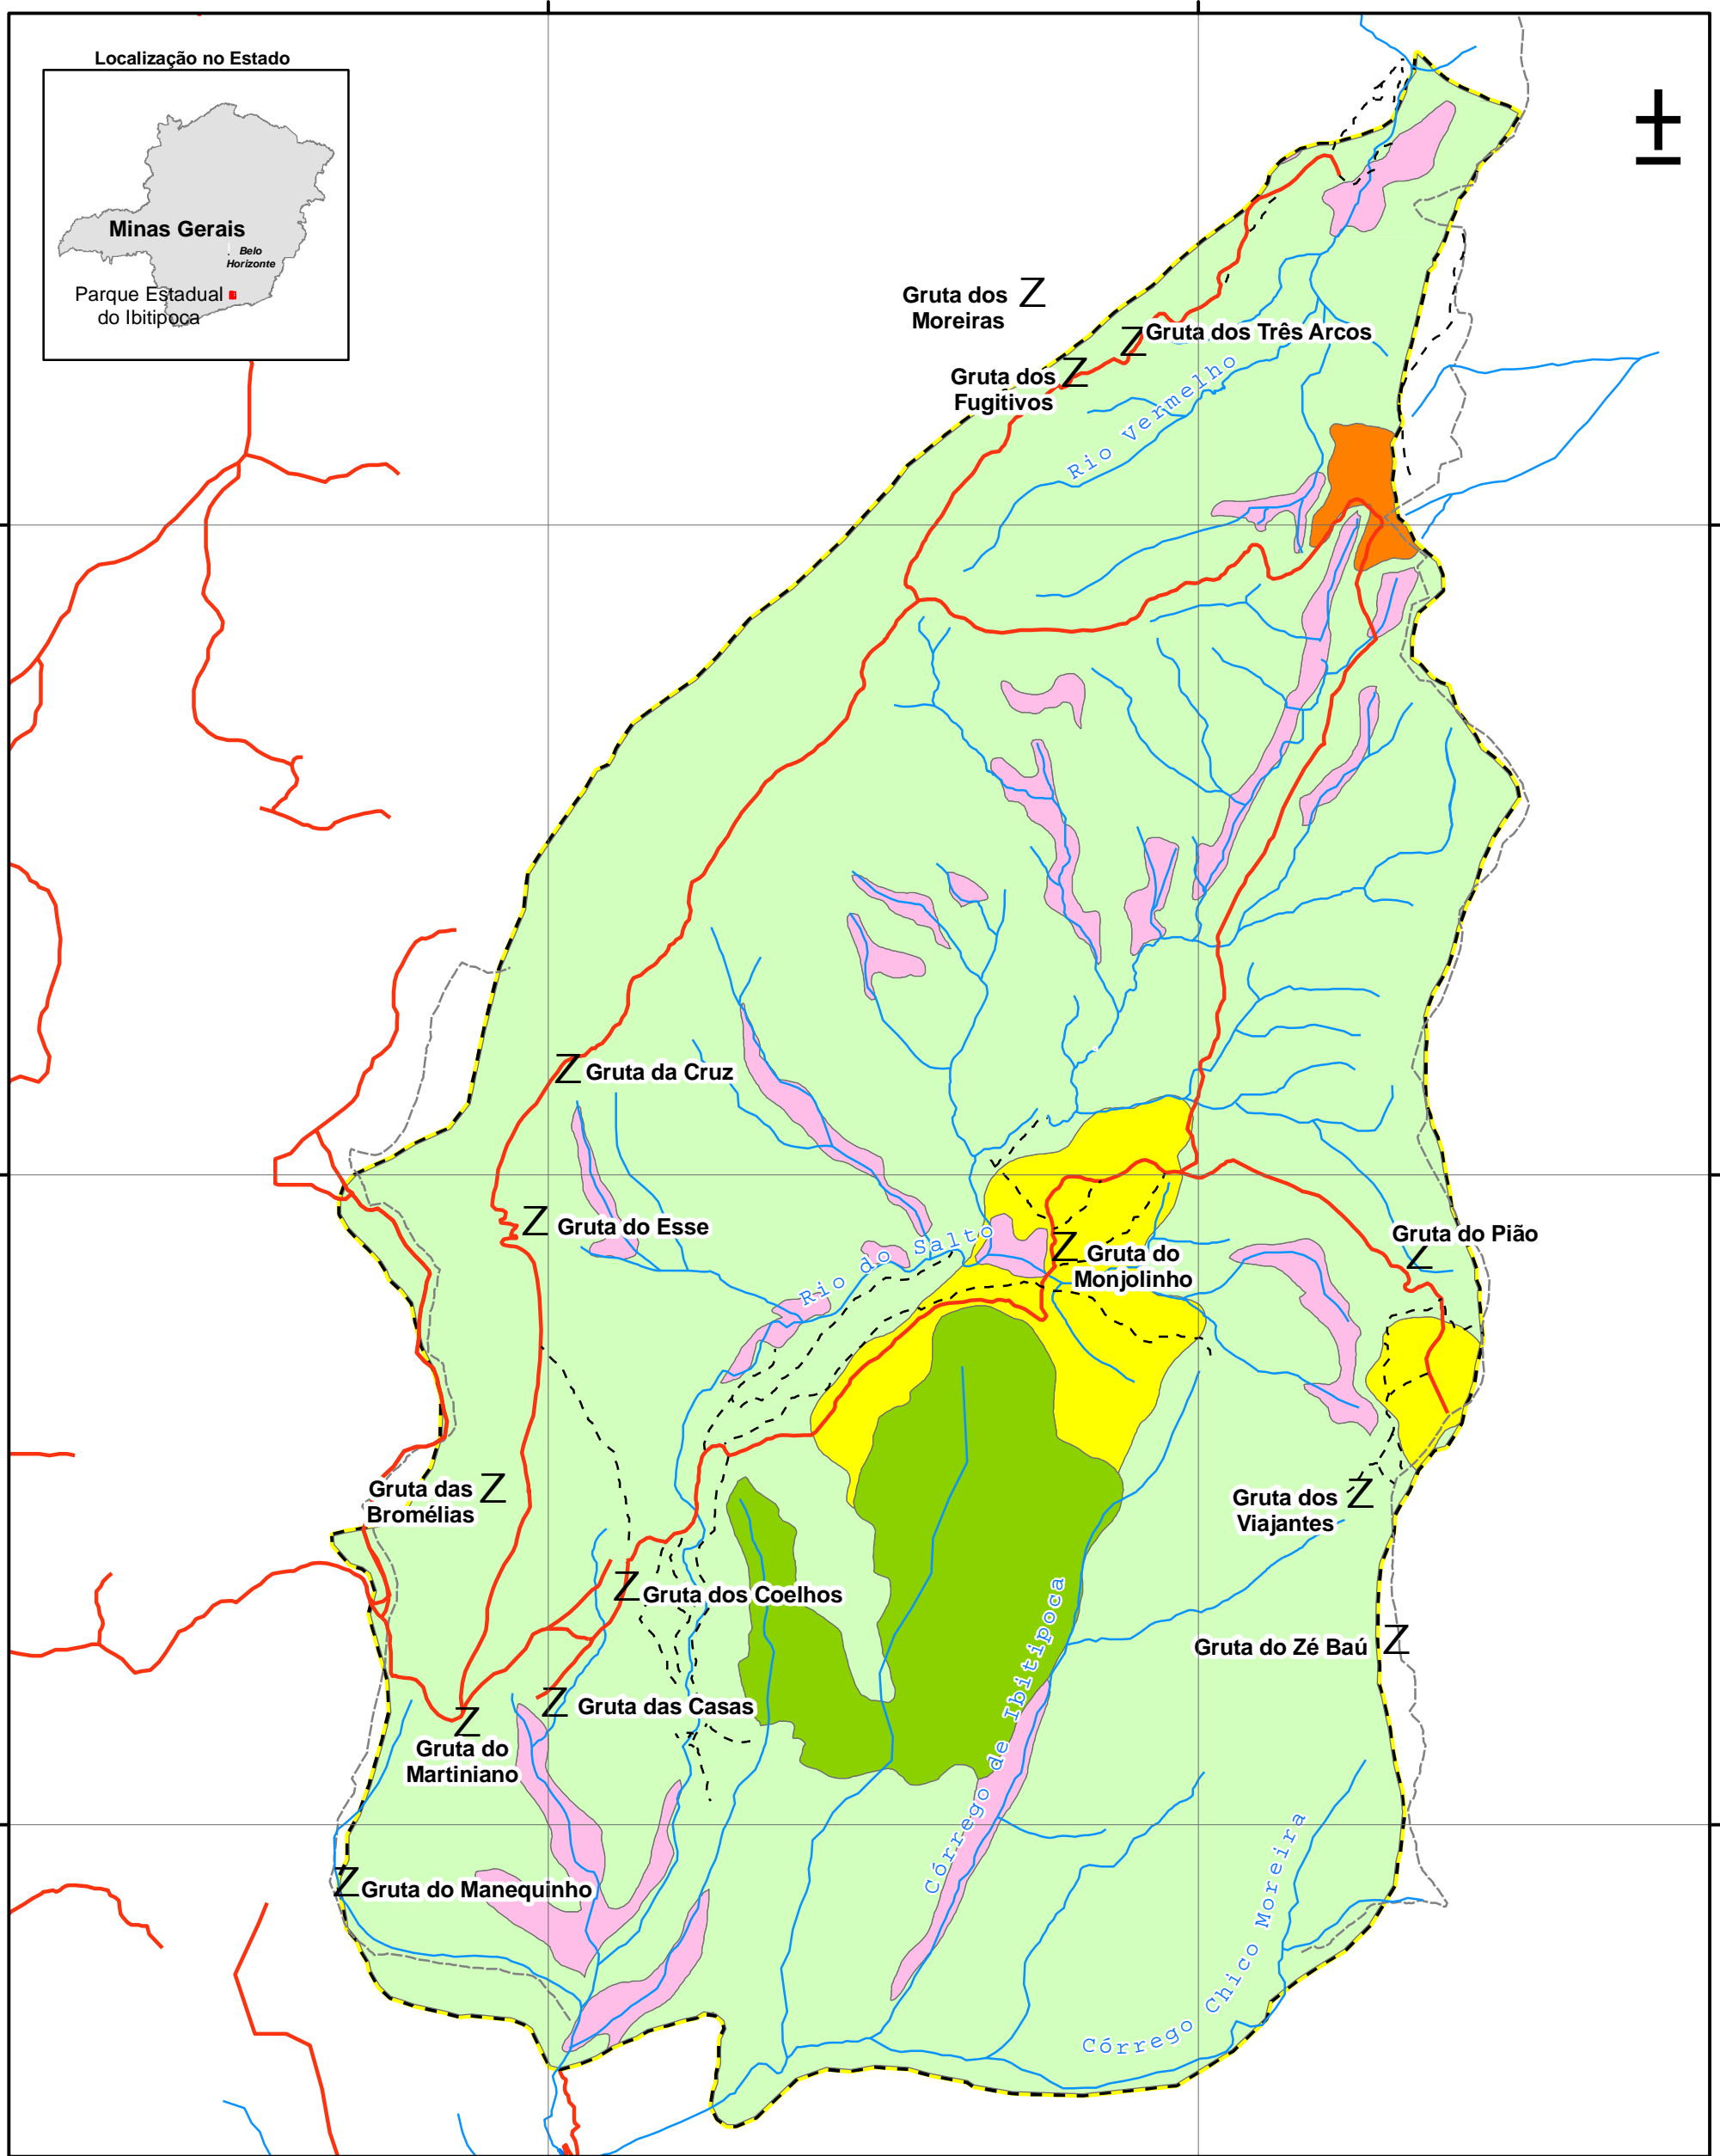 Localização no Estado
Minas Gerais
Belo
Horizonte
Parque Estadual
do Ibitipoca
±
Z
Gruta dos
Moreiras
Z
Gruta dos Três Arcos
Z
Gruta dos
Fugitivos
Rio Vermelho
Z
Gruta da Cruz
Z
Gruta do Esse
Rio do Salto
Z
Gruta do
Monjolinho
Gruta do Pião
Z
Gruta das
Bromélias
Z
Gruta dos
Viajantes
Z
Z
Gruta dos Coelhos
Gruta do Zé Baú
Z
Córrego de Ibitipoca
Z
Gruta das Casas
Z
Gruta do
Martiniano
Z
Gruta do Manequinho
Córrego Chico Moreira